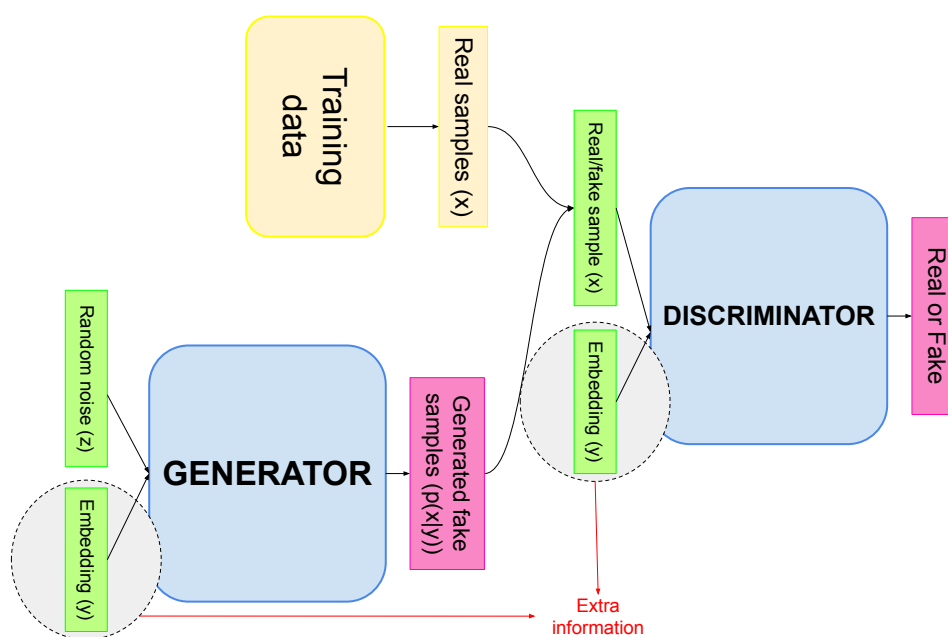 Training
data
Real samples (x)
Real/fake sample (x)
DISCRIMINATOR
Real or Fake
Embedding (y)
Random noise (z)
GENERATOR
Generated fake
samples (p(x|y))
Embedding (y)
Extra
information